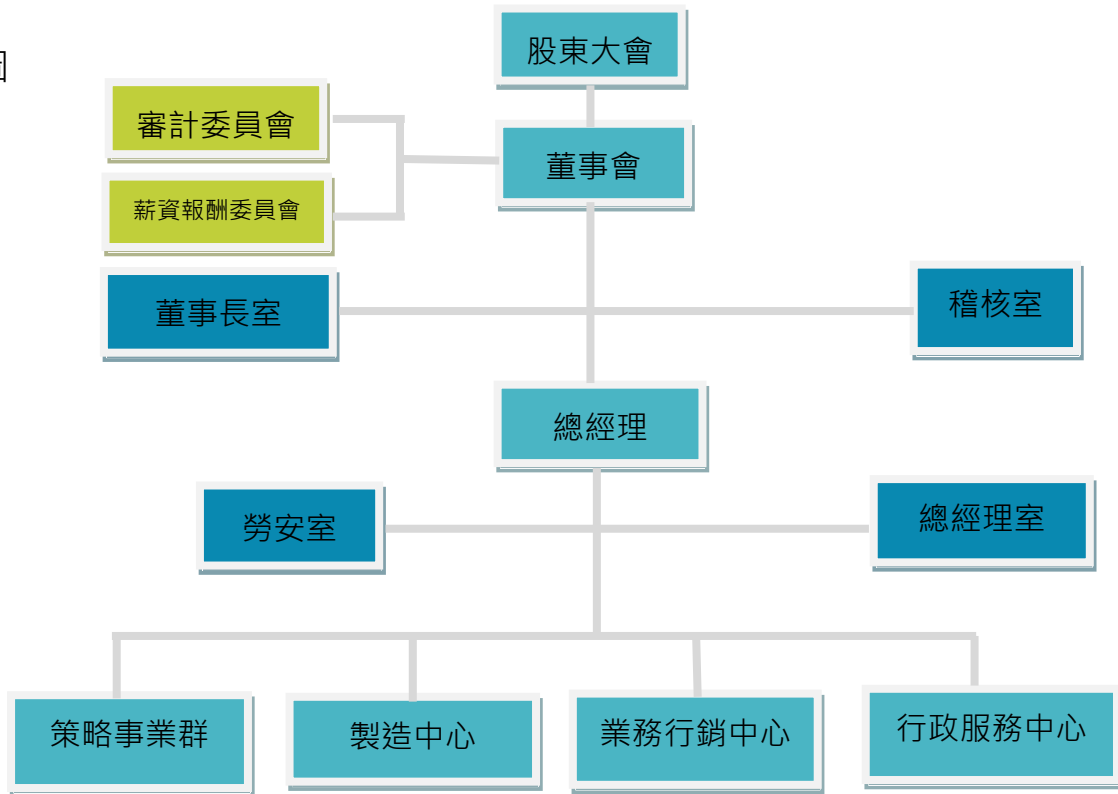 圖
股東大會
審計委員會
董事會
薪資報酬委員會
董事長室
稽核室
總經理
勞安室
總經理室
策略事業群
製造中心
業務行銷中心
行政服務中心